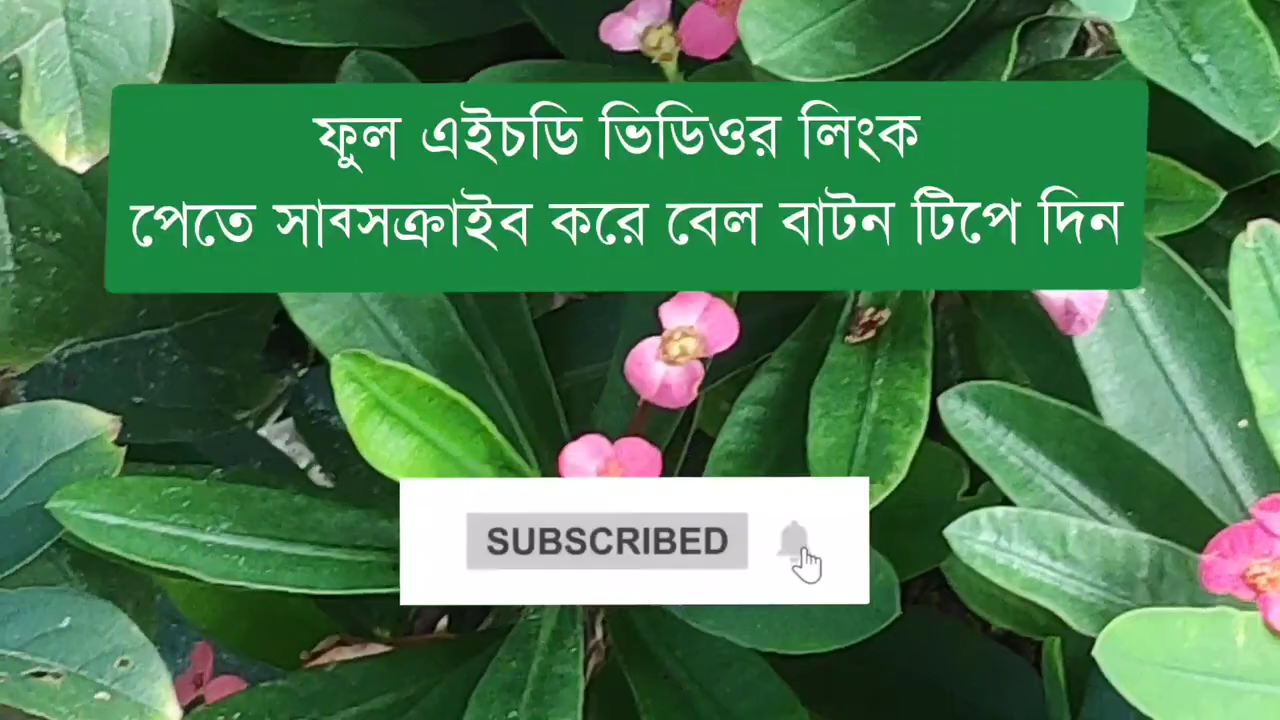 ফুল এইচডি ভিডিওর লিংক
পেতে সাবসক্রাইব করে বেল বাটন টিপে দিন
SUBSCRIBED